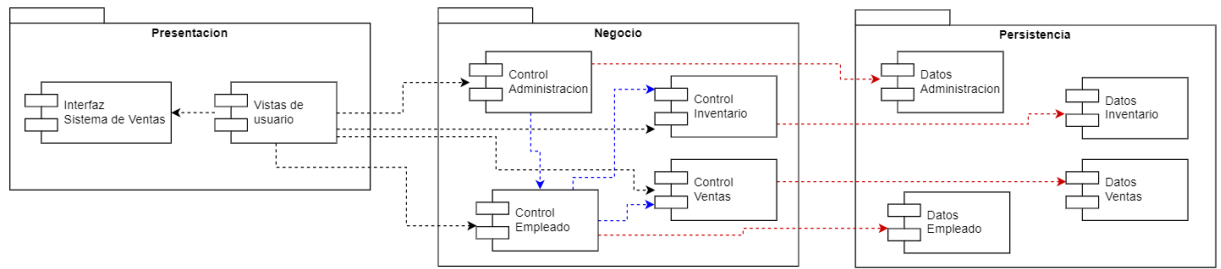 Presentacion
Interfaz
Sistema de Ventas
Vistas de
usuario
Negocio
Control
Administracion
Control
Inventario
Control
Ventas
Control
Empleado
Persistencia
Datos
Administracion
Datos
Inventario
Datos
Ventas
Datos
Empleado